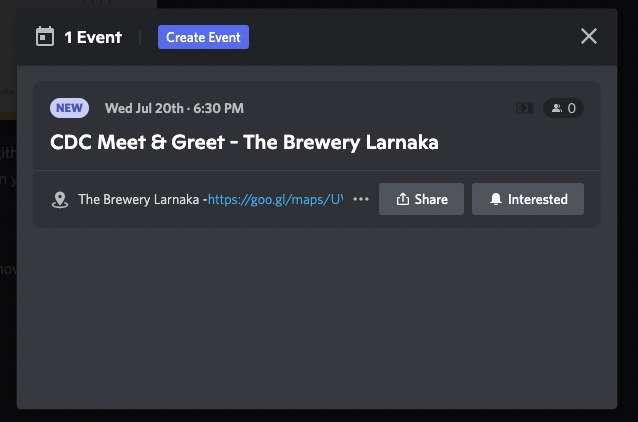 1 Event
Create Event
NEW Wed Jul 20th · 6:30 PM
0
CDC Meet & Greet - The Brewery Larnaka
The Brewery Larnaka -https://goo.gl/maps/U
Share
Interested